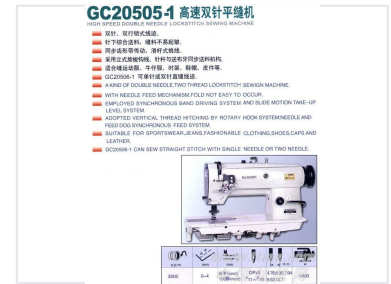 GC20505-1 高速双针平缝机
HIGH SPEED DOUBLE NEEDLE LOCKSTITCH SEWING MACHINE
双针、双行锁式线迹。
针下综合送料，缝料不易起皱。
同步齿形带传动，滑杆式挑线。
采用立式旋梭钩线，针杆与送布牙同步送料机构。
适合缝运动服、牛仔服、时装、鞋帽、皮件等。
GC20506-1 可单针或双针直缝线迹。
A KIND OF DOUBLE NEEDLE,TWO THREAD LOCKSTITCH SEWIGN MACHINE.
WITH NEEDLE FEED MECHANISM,FOLD NOT EASY TO OCCUR.
EMPLOYED SYNCHRONOUS BAND DRIVING SYSTEM AND SLIDE MOTION TAKE-UP
LEVEL SYSTEM.
ADOPTED VERTICAL THREAD HITCHING BY ROTARY HOOK SYSTEM;NEEDLE AND
FEED DOG SYNCHRONOUS FEED SYSTEM.
SUITABLE FOR SPORTSWEAR,JEANS,FASHIONABLE CLOTHING,SHOES,CAPS AND
LEATHER.
GC20506-1 CAN SEW STRAIGHT STITCH WITH SINGLE NEEDLE OR TWO NEEDLE.
3500 0-4